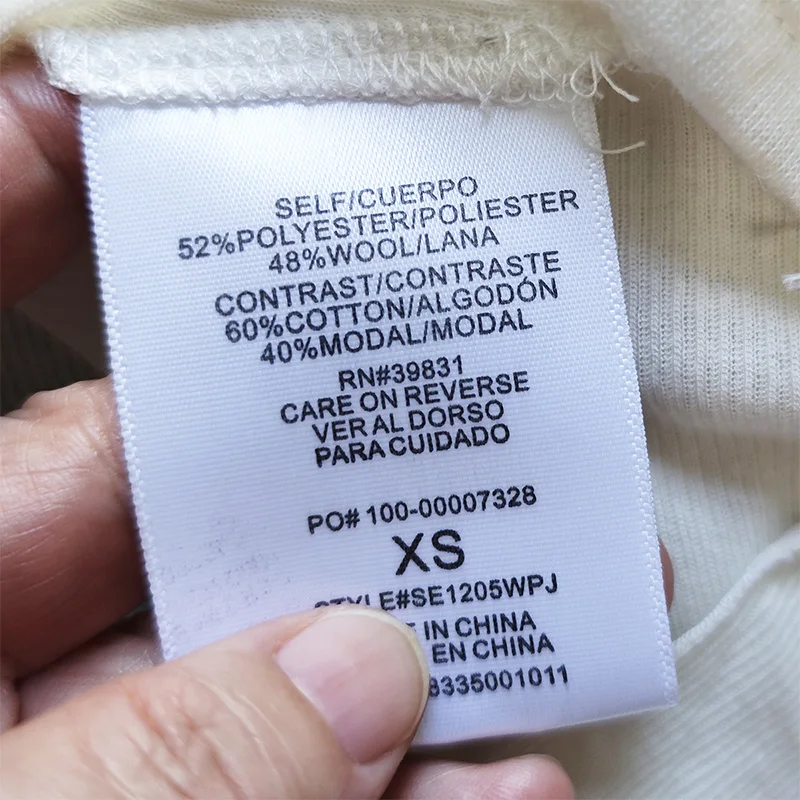 SELF/CUERPO
52%POLYESTER/POLIESTER
48%WOOL/LANA
CONTRAST/CONTRASTE
60%COTTON/ALGODÓN
40%MODAL/MODAL
RN#39831
CARE ON REVERSE
VER AL DORSO
PARA CUIDADO
PO# 100-00007328
XS
STYLE#SE1205WPJ
IN CHINA
EN CHINA
8335001011